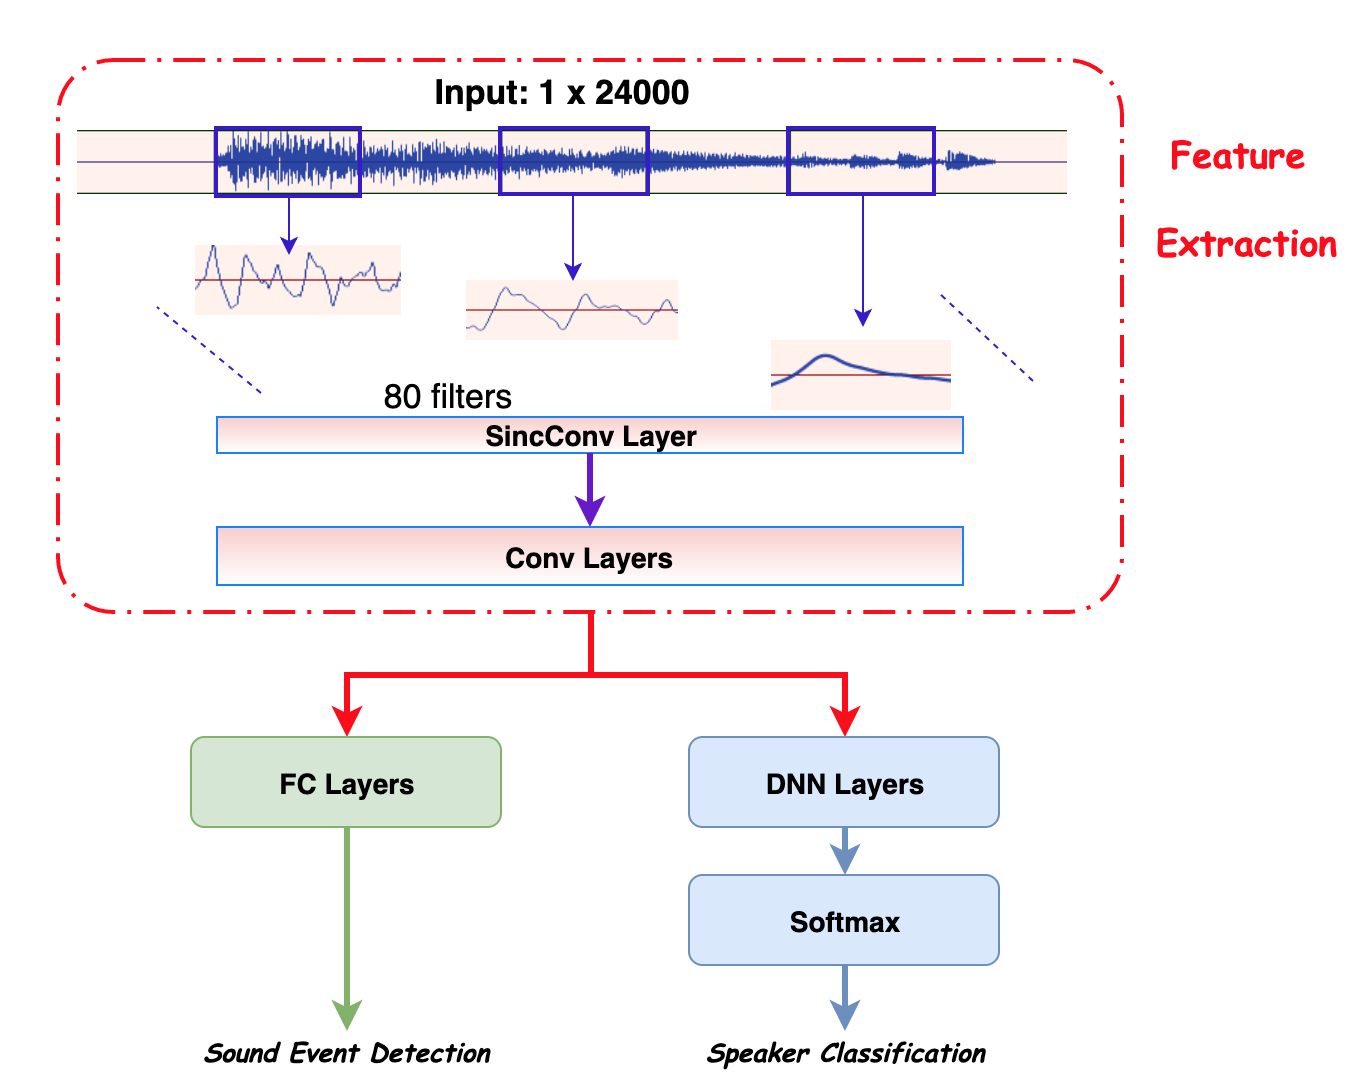 Input: 1 x 24000
Feature
Extraction
80 filters
SincConv Layer
Conv Layers
FC Layers
DNN Layers
Softmax
Sound Event Detection
Speaker Classification